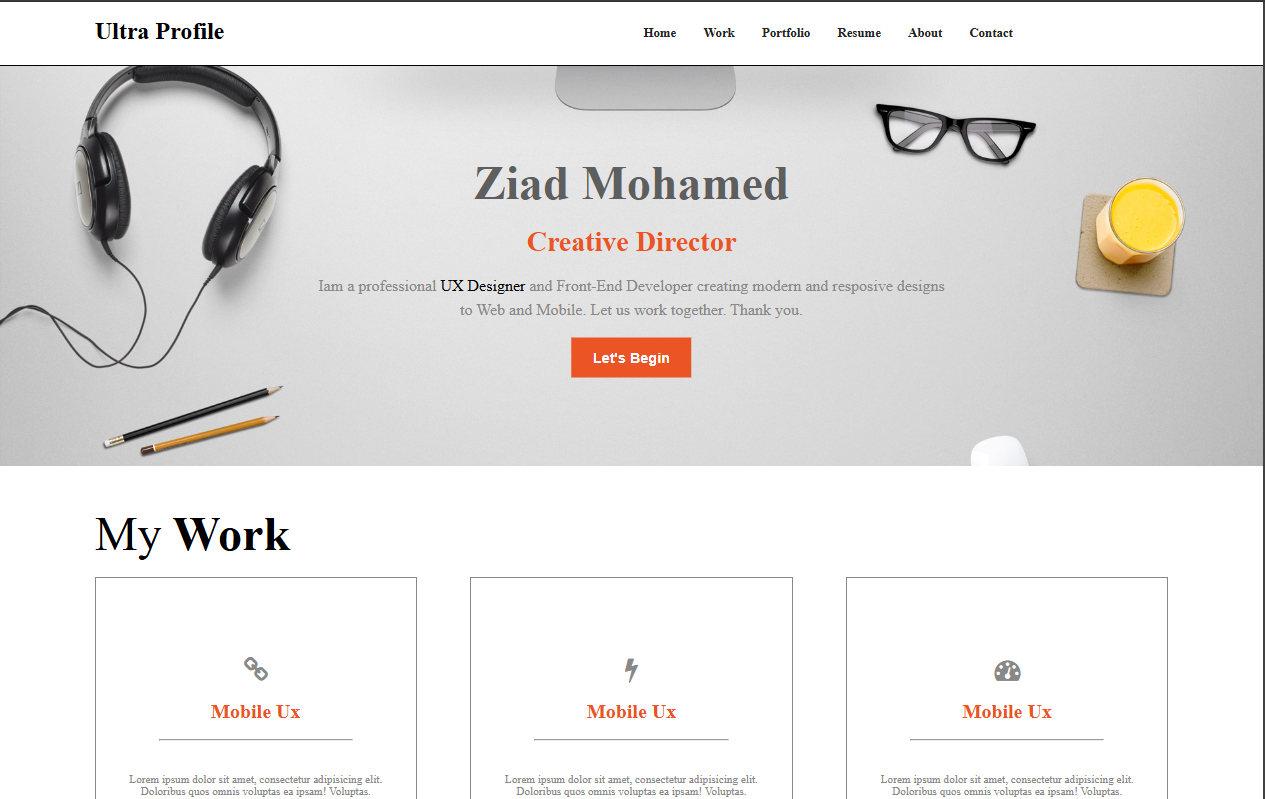 Ultra Profile
Home Work Portfolio Resume About Contact
Ziad Mohamed
Creative Director
Iam a professional UX Designer and Front-End Developer creating modern and resposive designs
to Web and Mobile. Let us work together. Thank you.
Let's Begin
My Work
Mobile Ux
Lorem ipsum dolor sit amet, consectetur adipisicing elit.
Doloribus quos omnis voluptas ea ipsam! Voluptas.
Mobile Ux
Lorem ipsum dolor sit amet, consectetur adipisicing elit.
Doloribus quos omnis voluptas ea ipsam! Voluptas.
Mobile Ux
Lorem ipsum dolor sit amet, consectetur adipisicing elit.
Doloribus quos omnis voluptas ea ipsam! Voluptas.